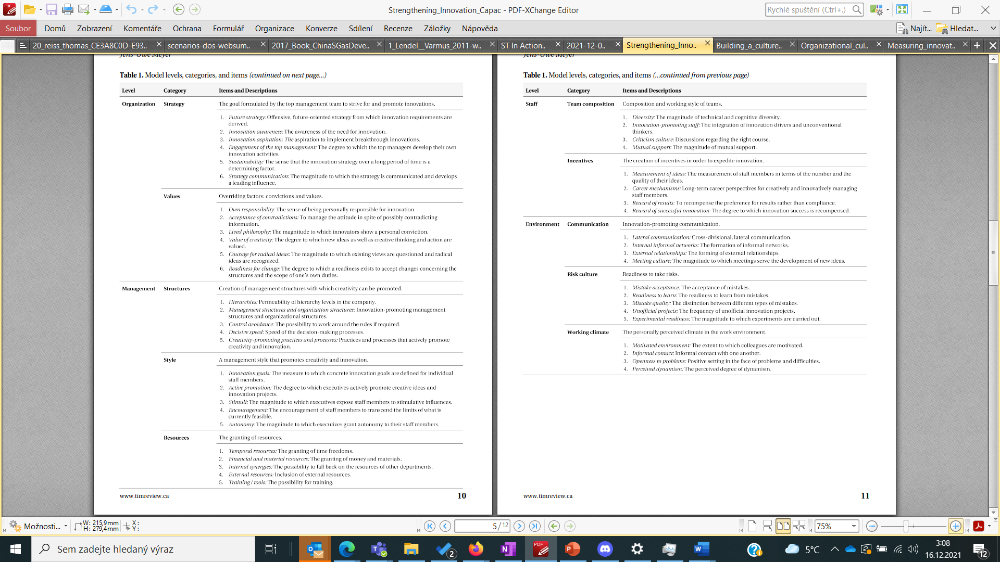 Strengthening_Innovation_Capac - PDF-XChange Editor
Rychlé spuštění (Ctrl+.)
Soubor Domů Zobrazení Komentáře Ochrana Formulář Organizace Konverze Sdílení Recenze Záložky Nápověda Najít... Hledat...
20_reiss_thomas_CE3A8C0D-E93.. scenarios-dos-websum.. 2017_Book_ChinaSGasDeve.. 1_Lendel__Varmus_2011-w.. ST In Action.. 2021-12-0.. Strengthening_Inno.. Building_a_culture.. Organizational_cul.. Measuring_innovat..
Jens-Uwe Meyer
Table 1. Model levels, categories, and items (continued on next page...)
Level Category Items and Descriptions
Organization Strategy The goal formulated by the top management team to strive for and promote innovations.
1. Future strategy: Offensive, future-oriented strategy from which innovation requirements are
derived.
2. Innovation awareness: The awareness of the need for innovation.
3. Innovation aspiration: The aspiration to implement breakthrough innovations.
4. Engagement of the top management: The degree to which the top managers develop their own
innovation activities.
5. Sustainability: The sense that the innovation strategy over a long period of time is a
determining factor.
6. Strategy communication: The magnitude to which the strategy is communicated and develops
a leading influence.
Values Overriding factors: convictions and values.
1. Own responsibility: The sense of being personally responsible for innovation.
2. Acceptance of contradictions: To manage the attitude in spite of possibly contradicting
information.
3. Lived philosophy: The magnitude to which innovators show a personal conviction.
4. Value of creativity: The degree to which new ideas as well as creative thinking and action are
valued.
5. Courage for radical ideas: The magnitude to which existing views are questioned and radical
ideas are recognized.
6. Readiness for change: The degree to which a readiness exists to accept changes concerning the
structures and the scope of one's own duties.
Management Structures Creation of management structures with which creativity can be promoted.
1. Hierarchies: Permeability of hierarchy levels in the company.
2. Management structures and organization structures: Innovation-promoting management
structures and organizational structures.
3. Control avoidance: The possibility to work around the rules if required.
4. Decisive speed: Speed of the decision-making processes.
5. Creativity-promoting practices and processes: Practices and processes that actively promote
creativity and innovation.
Style A management style that promotes creativity and innovation.
1. Innovation goals: The measure to which concrete innovation goals are defined for individual
staff members.
2. Active promotion: The degree to which executives actively promote creative ideas and
innovation projects.
3. Stimuli: The magnitude to which executives expose staff members to stimulative influences.
4. Encouragement: The encouragement of staff members to transcend the limits of what is
currently feasible.
5. Autonomy: The magnitude to which executives grant autonomy to their staff members.
Resources The granting of resources.
1. Temporal resources: The granting of time freedoms.
2. Financial and material resources: The granting of money and materials.
3. Internal synergies: The possibility to fall back on the resources of other departments.
4. External resources: Inclusion of external resources.
5. Training / tools: The possibility for training.
www.timreview.ca 10
Jens-Uwe Meyer
Table 1. Model levels, categories, and items (...continued from previous page)
Level Category Items and Descriptions
Staff Team composition Composition and working style of teams.
1. Diversity: The magnitude of technical and cognitive diversity.
2. Innovation-promoting staff: The integration of innovation drivers and unconventional
thinkers.
3. Criticism culture: Discussions regarding the right course.
4. Mutual support: The magnitude of mutual support.
Incentives The creation of incentives in order to expedite innovation.
1. Measurement of ideas: The measurement of staff members in terms of the number and the
quality of their ideas.
2. Career mechanisms: Long-term career perspectives for creatively and innovatively managing
staff members.
3. Reward of results: To recompense the preference for results rather than compliance.
4. Reward of successful innovation: The degree to which innovation success is recompensed.
Environment Communication Innovation-promoting communication.
1. Lateral communication: Cross-divisional, lateral communication.
2. Internal informal networks: The formation of informal networks.
3. External relationships: The forming of external relationships.
4. Meeting culture: The magnitude to which meetings serve the development of new ideas.
Risk culture Readiness to take risks.
1. Mistake acceptance: The acceptance of mistakes.
2. Readiness to learn: The readiness to learn from mistakes.
3. Mistake quality: The distinction between different types of mistakes.
4. Unofficial projects: The frequency of unofficial innovation projects.
5. Experimental readiness: The magnitude to which experiments are carried out.
Working climate The personally perceived climate in the work environment.
1. Motivated environment: The extent to which colleagues are motivated.
2. Informal contact: Informal contact with one another.
3. Openness to problems: Positive setting in the face of problems and difficulties.
4. Perceived dynamism: The perceived degree of dynamism.
www.timreview.ca 11
Možnosti... W: 215,9mm X:
H: 279,4mm Y:
5 / 12
75%
Sem zadejte hledaný výraz
2
5°C
3:08
16.12.2021
12